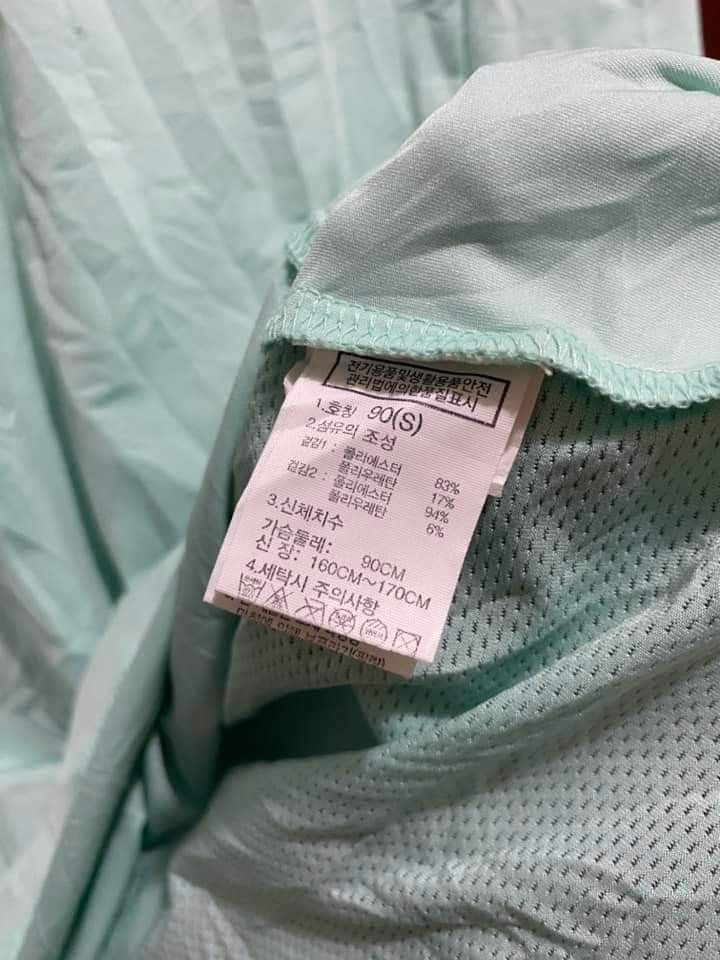 전기용품및생활용품안전
관리법에의한품질표시
1.호칭 90(S)
2.섬유의 조성
겉감1 : 폴리에스터 83%
폴리우레탄 17%
겉감2 : 폴리에스터 94%
폴리우레탄 6%
3.신체치수
가슴둘레: 90CM
신 장: 160CM~170CM
4.세탁시 주의사항